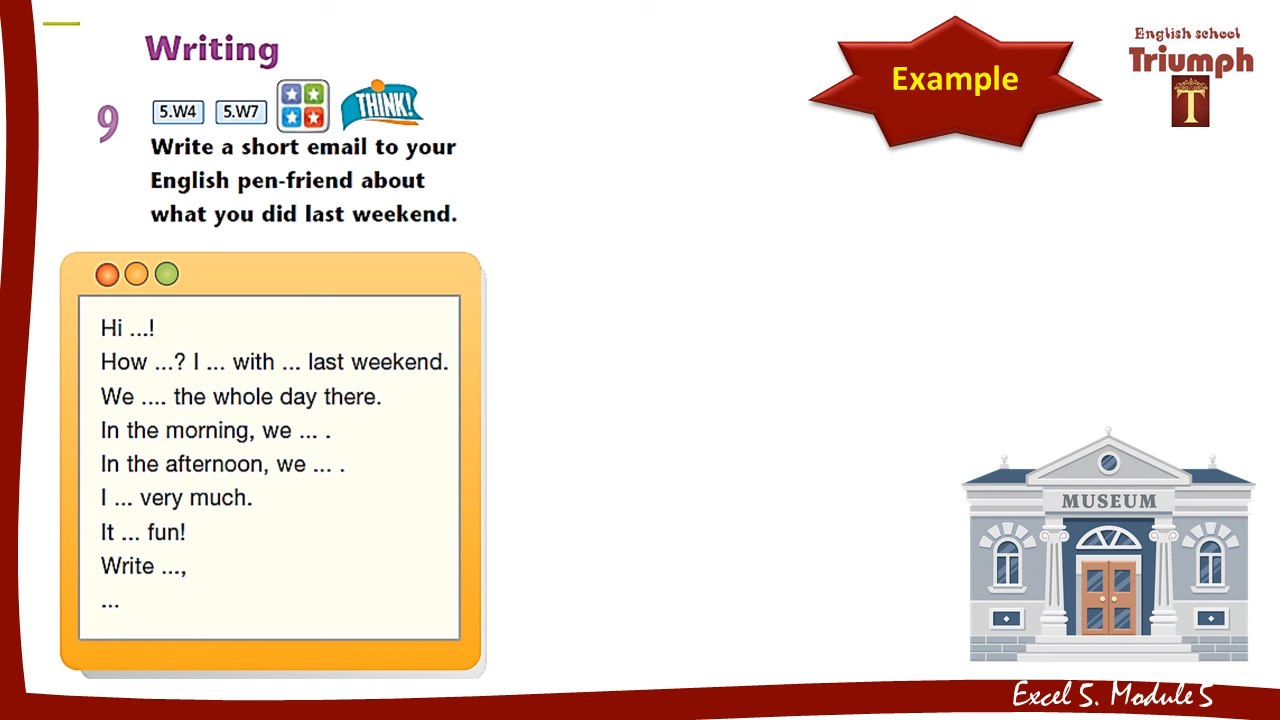 Writing
9
5.W4 5.W7 THINK!
Write a short email to your
English pen-friend about
what you did last weekend.
Hi ...!
How ...? I ... with ... last weekend.
We .... the whole day there.
In the morning, we ... .
In the afternoon, we ... .
I ... very much.
It ... fun!
Write ...,
...
Example
English school
Triumph
T
MUSEUM
Excel 5. Module 5